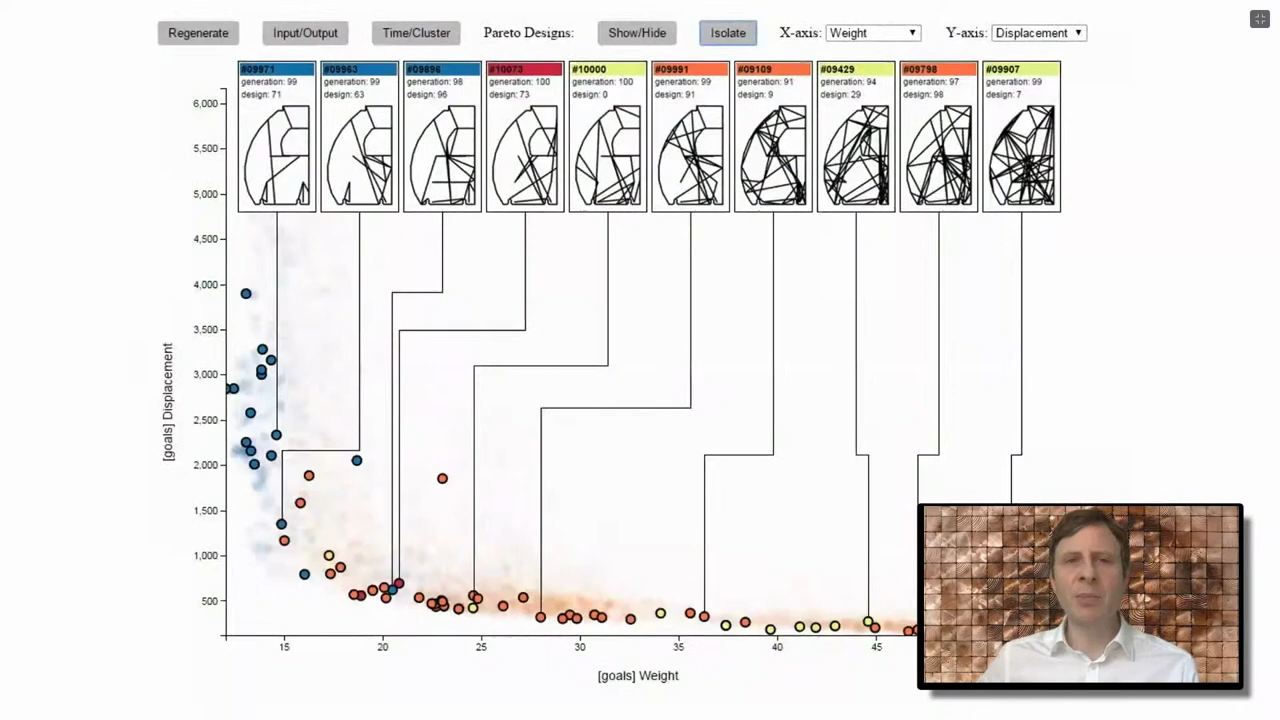 Regenerate Input/Output Time/Cluster Pareto Designs: Show/Hide Isolate X-axis: Weight Y-axis: Displacement
#09971 #09963 #09896 #10073 #10000 #09991 #09109 #09429 #09798 #09907
generation: 99 generation: 99 generation: 98 generation: 100 generation: 100 generation: 99 generation: 91 generation: 94 generation: 97 generation: 99
design: 71 design: 63 design: 96 design: 73 design: 0 design: 91 design: 9 design: 29 design: 98 design: 7
6,000
5,500
5,000
4,500
4,000
3,500
3,000
2,500
2,000
1,500
1,000
500
[goals] Displacement
15 20 25 30 35 40 45
[goals] Weight